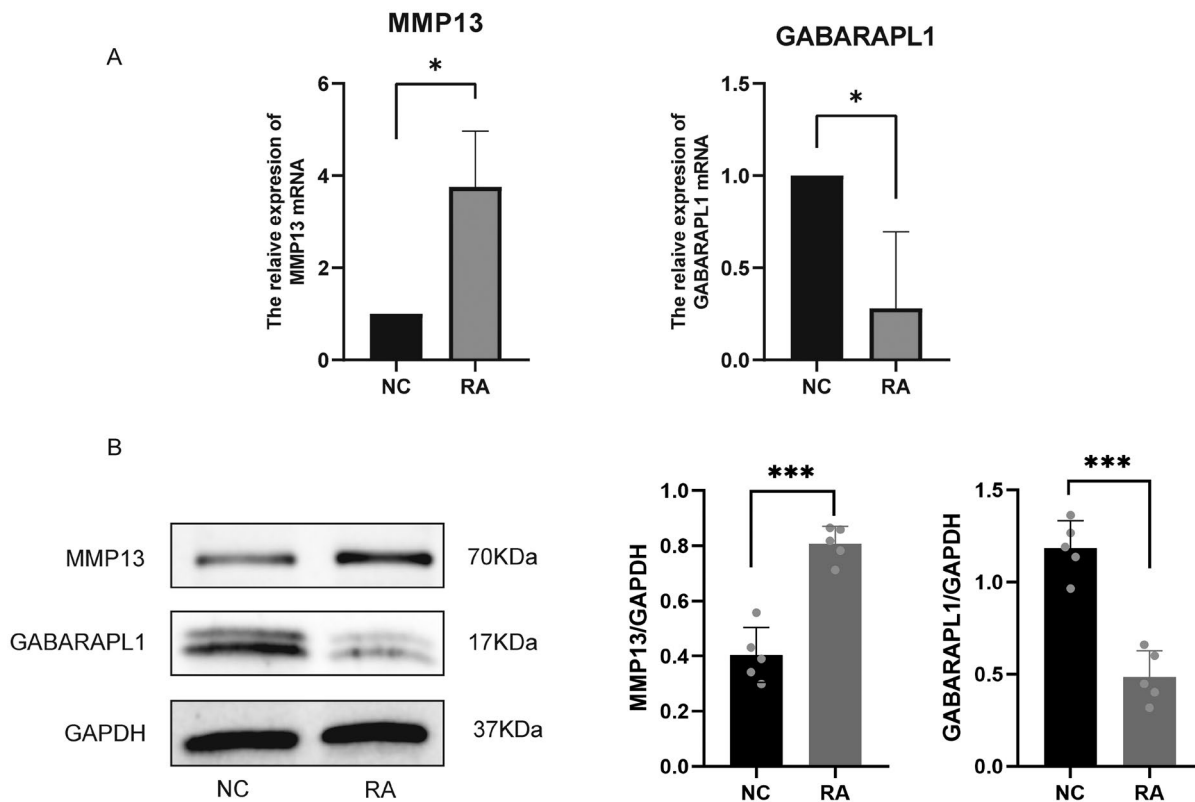 A
MMP13
*
The relaive expresion of
MMP13 mRNA
6
4
2
0
NC RA
GABARAPL1
*
The relaive expression of
GABARAPL1 mRNA
1.5
1.0
0.5
0.0
NC RA
B
MMP13 70KDa
GABARAPL1 17KDa
GAPDH 37KDa
NC RA
***
MMP13/GAPDH
1.0
0.8
0.6
0.4
0.2
0.0
NC RA
***
GABARAPL1/GAPDH
1.5
1.0
0.5
0.0
NC RA